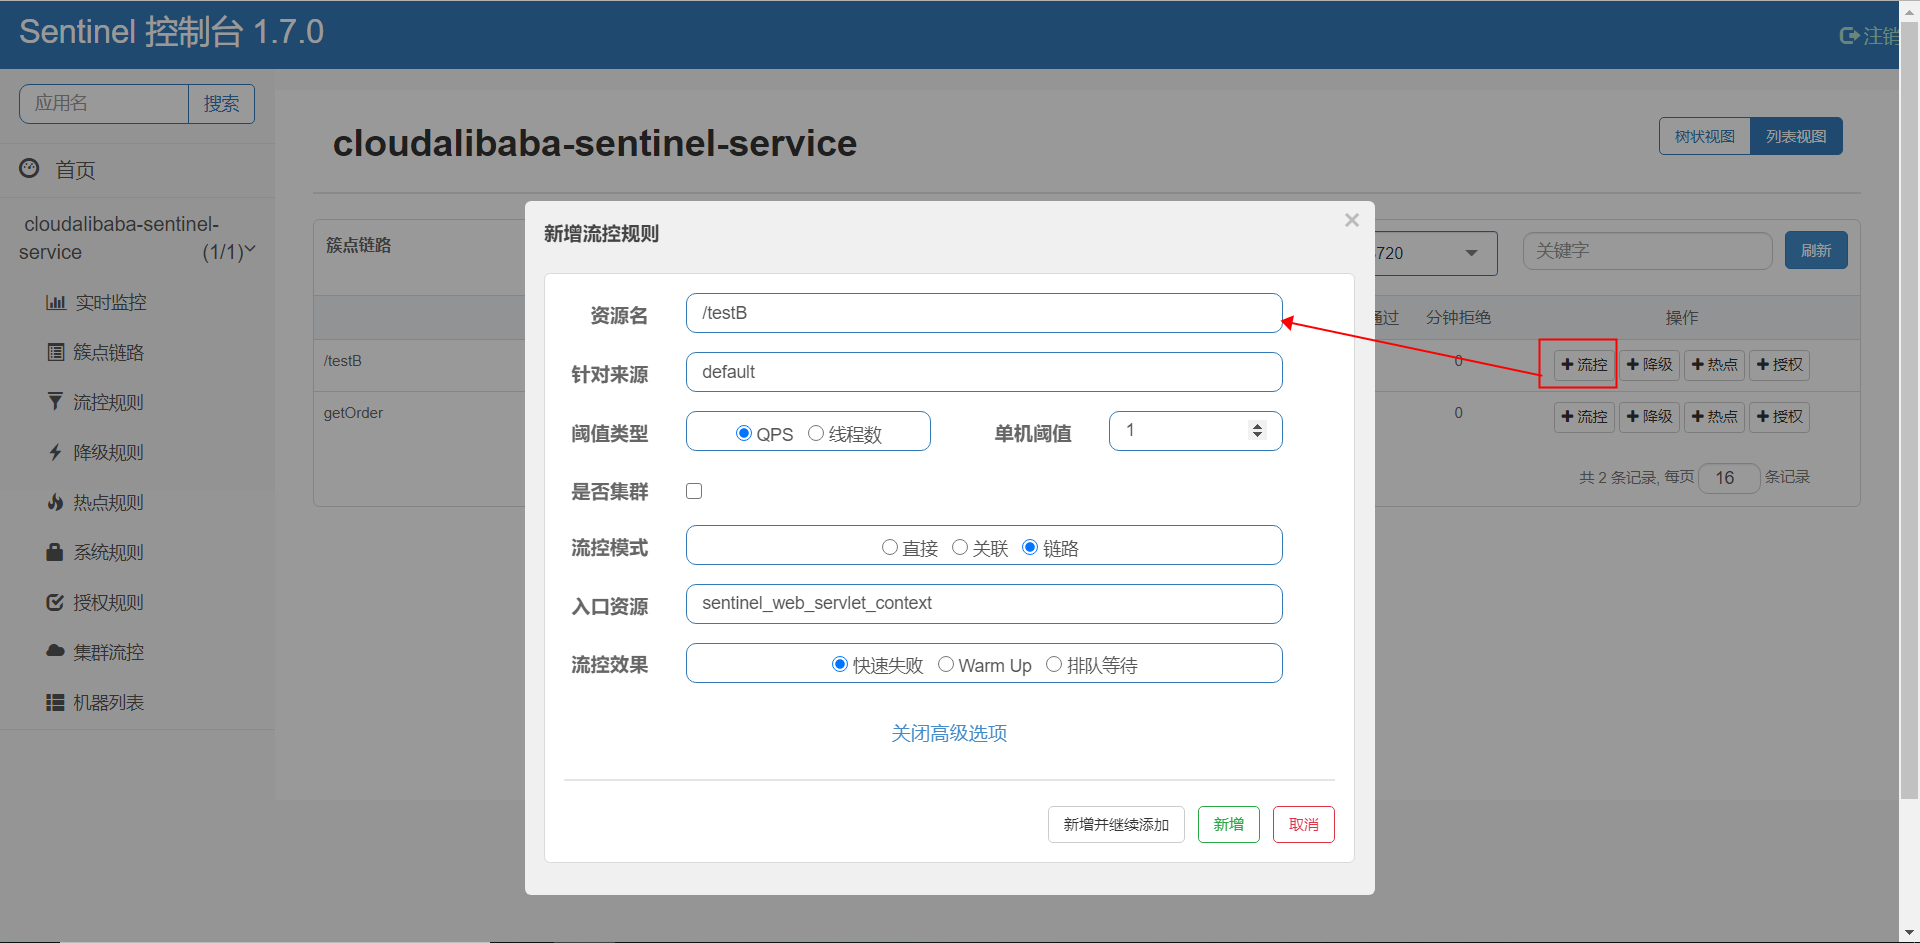 Sentinel 控制台 1.7.0
注销
应用名
搜索
首页
cloudalibaba-sentinel-
service
(1/1)
实时监控
簇点链路
流控规则
降级规则
热点规则
系统规则
授权规则
集群流控
机器列表
cloudalibaba-sentinel-service
树状视图
列表视图
簇点链路
720
关键字
刷新
通过
分钟拒绝
操作
/testB
0
流控
降级
热点
授权
getOrder
0
流控
降级
热点
授权
共 2 条记录, 每页 16 条记录
新增流控规则
×
资源名
/testB
针对来源
default
阈值类型
QPS 线程数
单机阈值
1
是否集群
流控模式
直接 关联 链路
入口资源
sentinel_web_servlet_context
流控效果
快速失败 Warm Up 排队等待
关闭高级选项
新增并继续添加
新增
取消